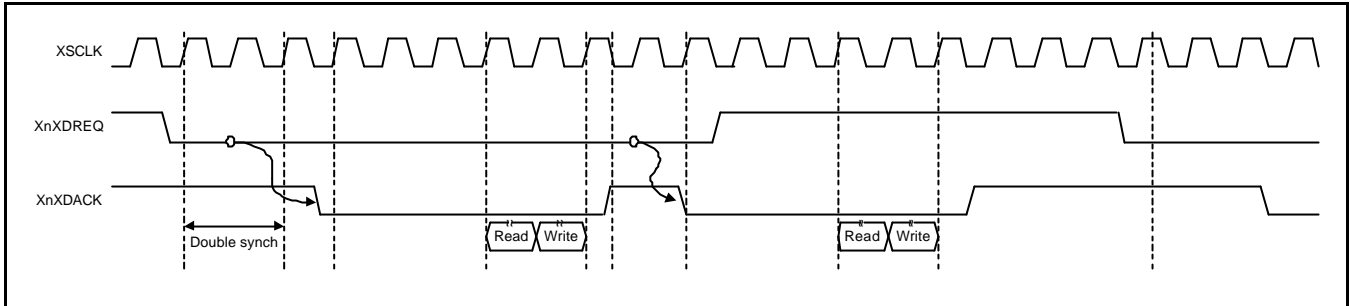 XSCLK
XnXDREQ
XnXDACK
Read Write Read Write
Double synch